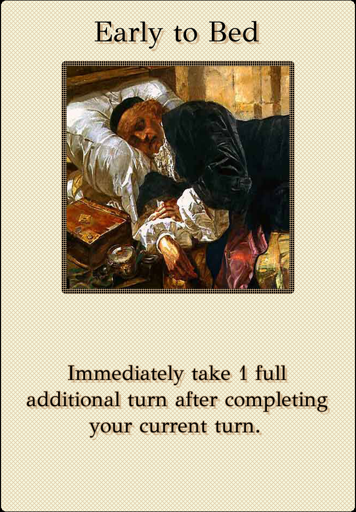 Early to Bed
Immediately take 1 full
additional turn after completing
your current turn.